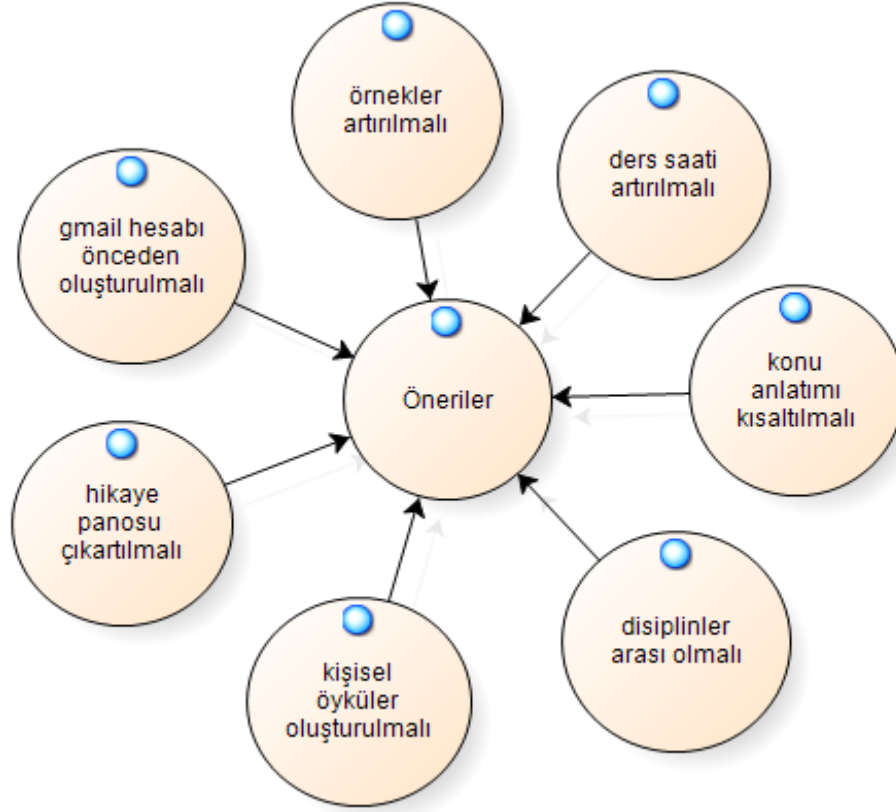 örnekler
artırılmalı
ders saati
artırılmalı
gmail hesabı
önceden
oluşturulmalı
konu
anlatımı
kısaltılmalı
Öneriler
hikaye
panosu
çıkartılmalı
disiplinler
arası olmalı
kişisel
öyküler
oluşturulmalı